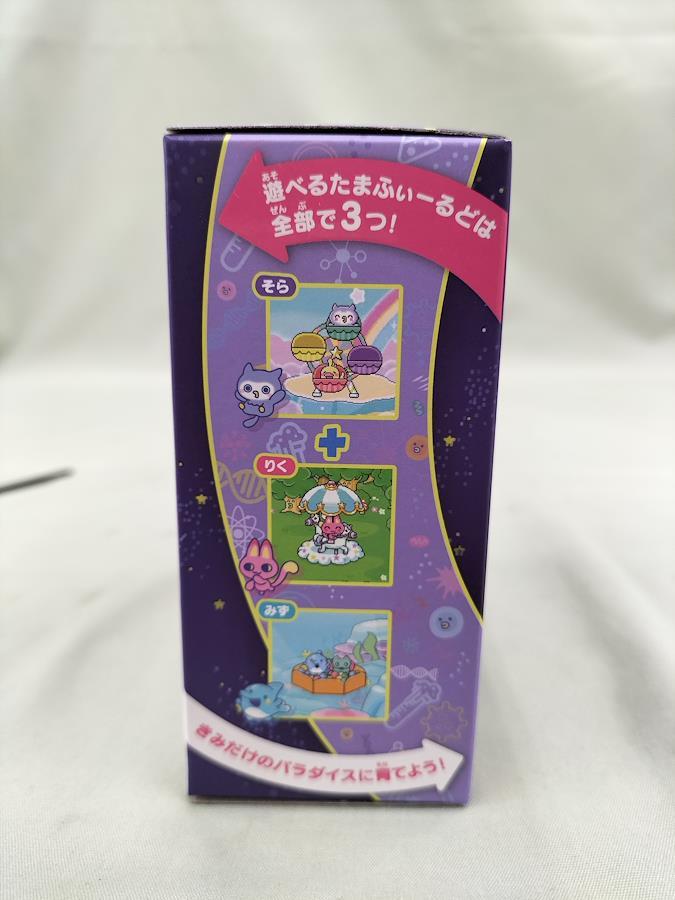 遊べるたまふぃーるどは
全部で3つ!
そら
りく
みず
きみだけのパラダイスに育てよう!